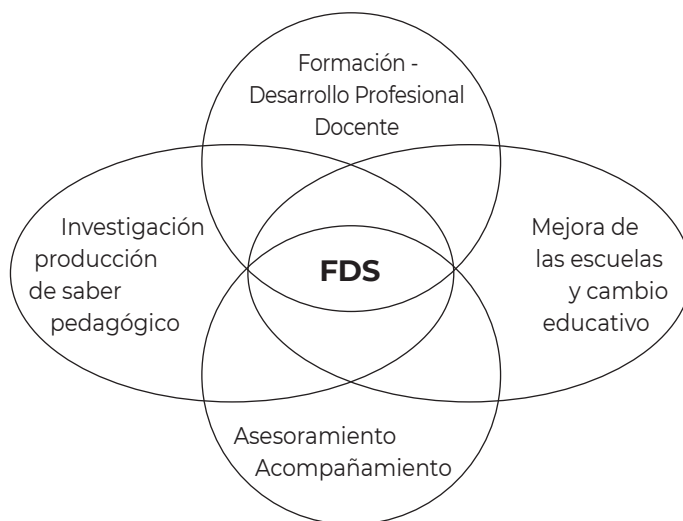 Formación -
Desarrollo Profesional
Docente
Investigación
producción
de saber
pedagógico
FDS
Mejora de
las escuelas
y cambio
educativo
Asesoramiento
Acompañamiento